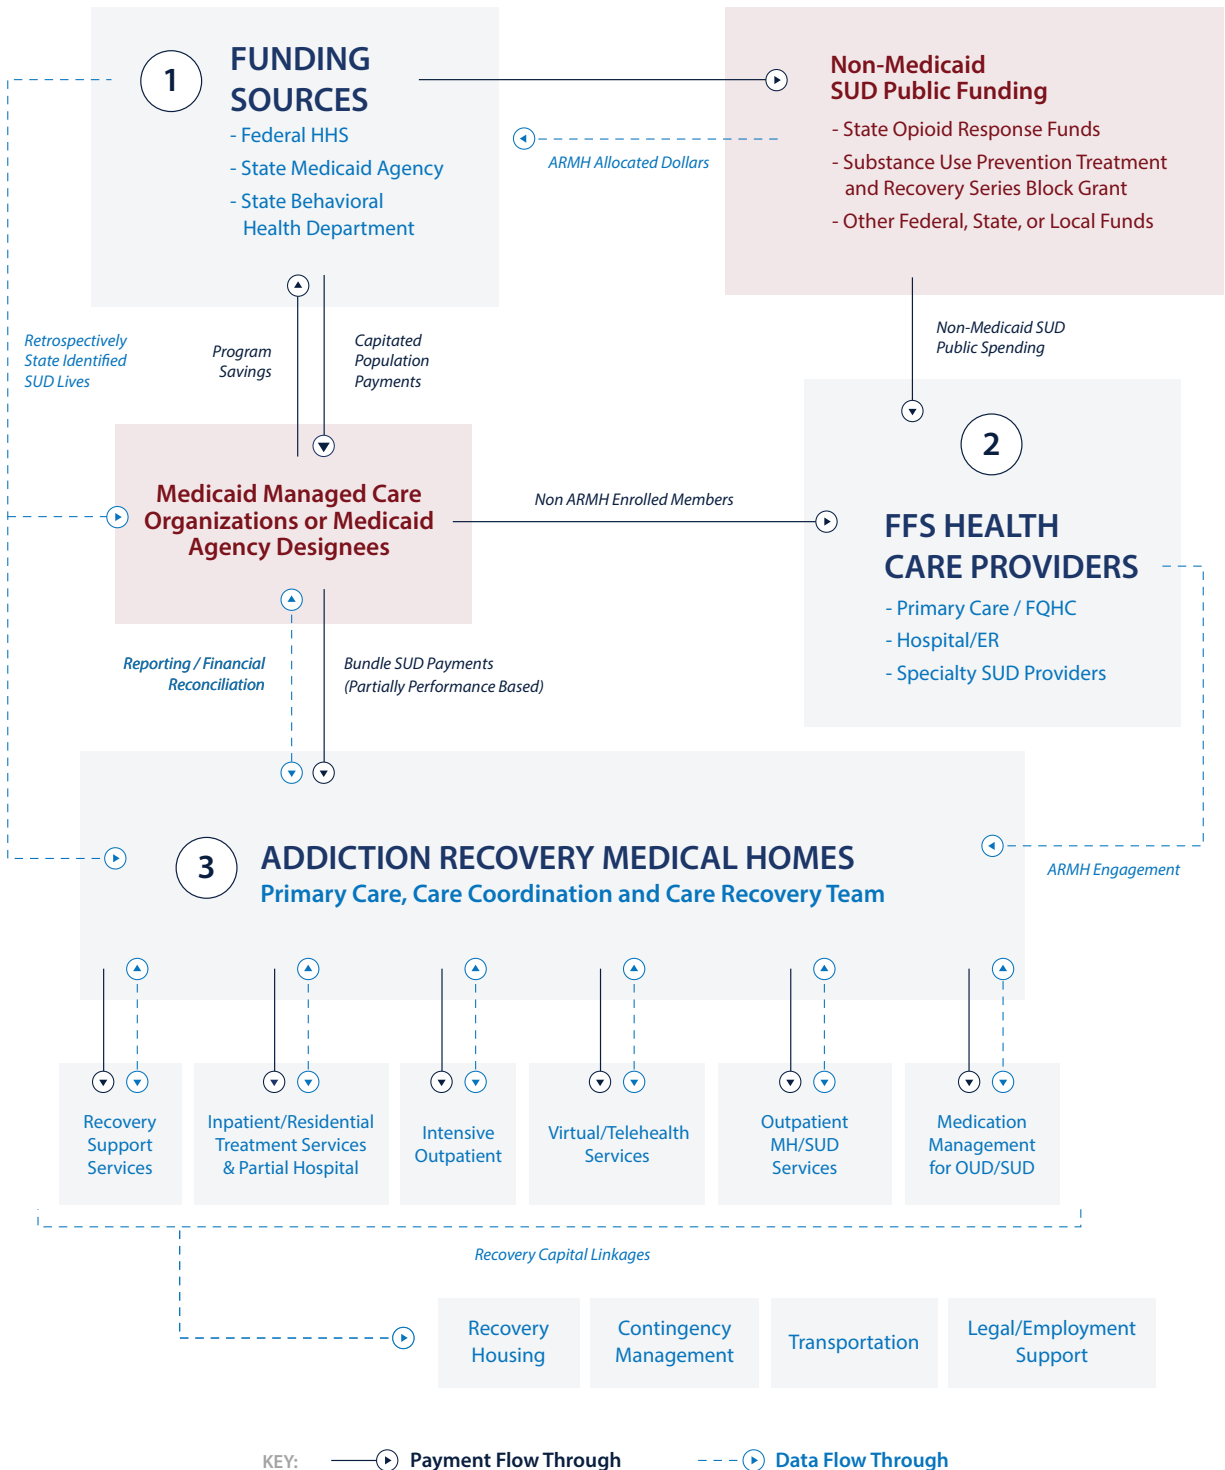 1
FUNDING
SOURCES
- Federal HHS
- State Medicaid Agency
- State Behavioral
Health Department
Non-Medicaid
SUD Public Funding
- State Opioid Response Funds
- Substance Use Prevention Treatment
and Recovery Series Block Grant
- Other Federal, State, or Local Funds
ARMH Allocated Dollars
Retrospectively
State Identified
SUD Lives
Program
Savings
Capitated
Population
Payments
Non-Medicaid SUD
Public Spending
Medicaid Managed Care
Organizations or Medicaid
Agency Designees
Non ARMH Enrolled Members
2
FFS HEALTH
CARE PROVIDERS
- Primary Care / FQHC
- Hospital/ER
- Specialty SUD Providers
Reporting / Financial
Reconciliation
Bundle SUD Payments
(Partially Performance Based)
3
ADDICTION RECOVERY MEDICAL HOMES
Primary Care, Care Coordination and Care Recovery Team
ARMH Engagement
Recovery
Support
Services
Inpatient/Residential
Treatment Services
& Partial Hospital
Intensive
Outpatient
Virtual/Telehealth
Services
Outpatient
MH/SUD
Services
Medication
Management
for OUD/SUD
Recovery Capital Linkages
Recovery
Housing
Contingency
Management
Transportation
Legal/Employment
Support
KEY:
Payment Flow Through
Data Flow Through